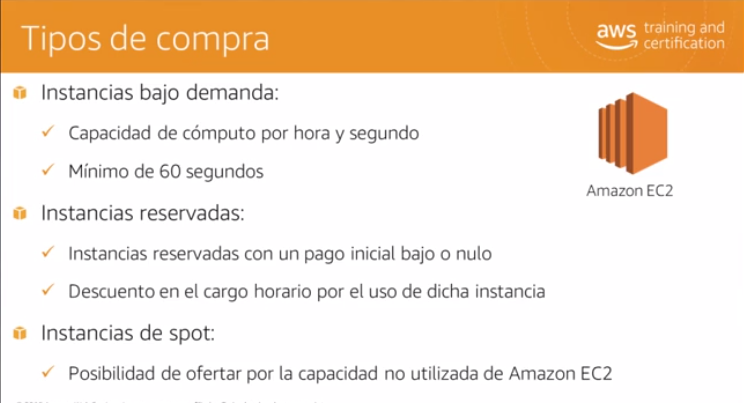 Tipos de compra
aws training and
certification
Instancias bajo demanda:
Capacidad de cómputo por hora y segundo
Mínimo de 60 segundos
Amazon EC2
Instancias reservadas:
Instancias reservadas con un pago inicial bajo o nulo
Descuento en el cargo horario por el uso de dicha instancia
Instancias de spot:
Posibilidad de ofertar por la capacidad no utilizada de Amazon EC2